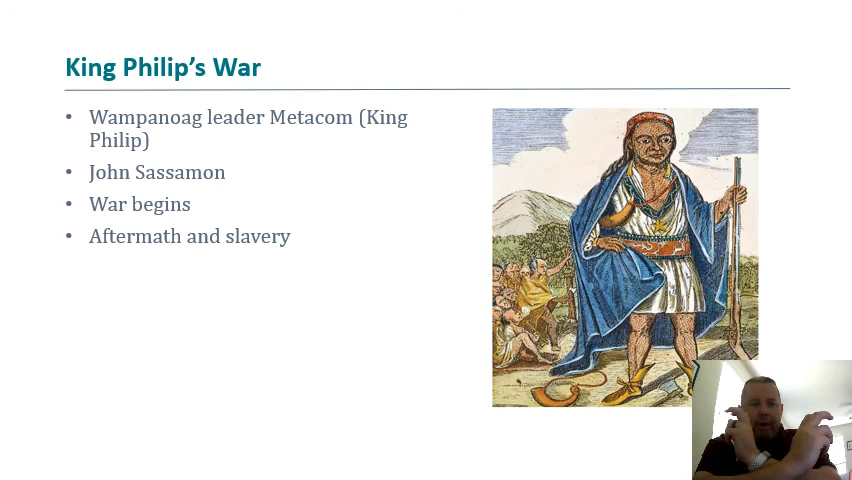 King Philip’s War
• Wampanoag leader Metacom (King
Philip)
• John Sassamon
• War begins
• Aftermath and slavery